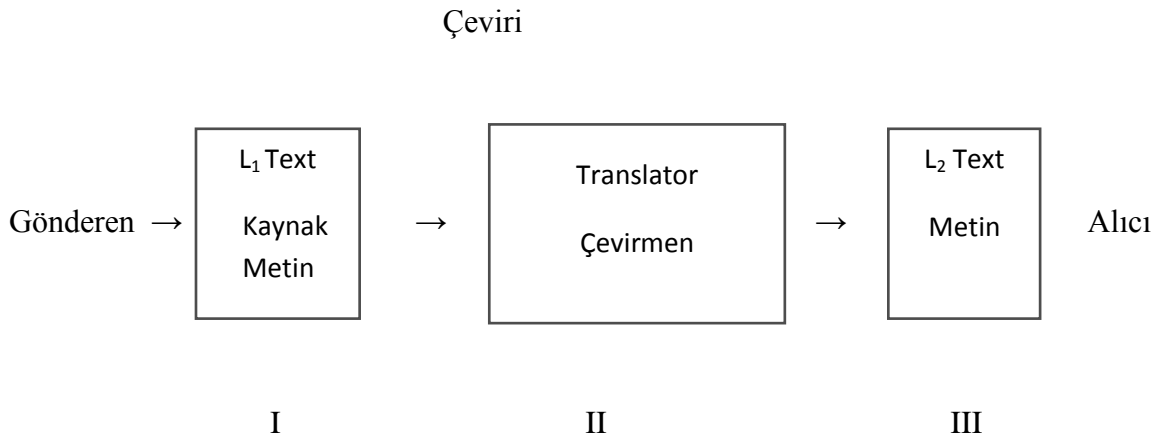 Çeviri
Gönderen →
L₁ Text
Kaynak
Metin
→
Translator
Çevirmen
→
L₂ Text
Metin
Alıcı
I II III